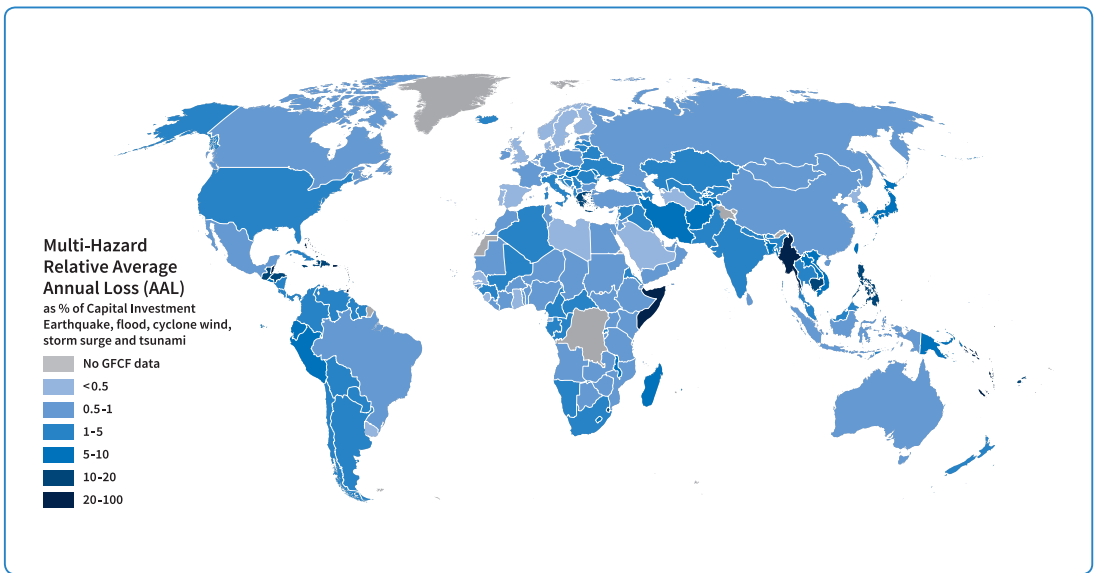 Multi-Hazard
Relative Average
Annual Loss (AAL)
as % of Capital Investment
Earthquake, flood, cyclone wind,
storm surge and tsunami
No GFCF data
<0.5
0.5-1
1-5
5-10
10-20
20-100